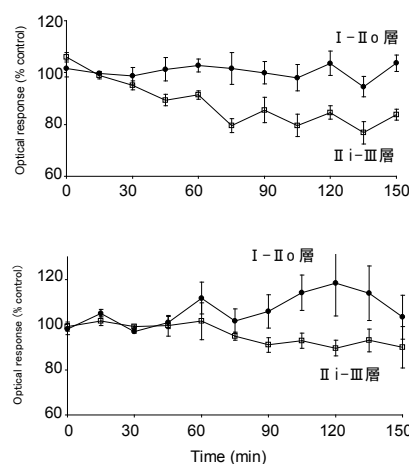 Optical response (% control)
120
100
80
60
I-IIo 層
IIi-III層
0 30 60 90 120 150
Optical response (% control)
120
100
80
60
I-IIo 層
IIi-III層
0 30 60 90 120 150
Time (min)